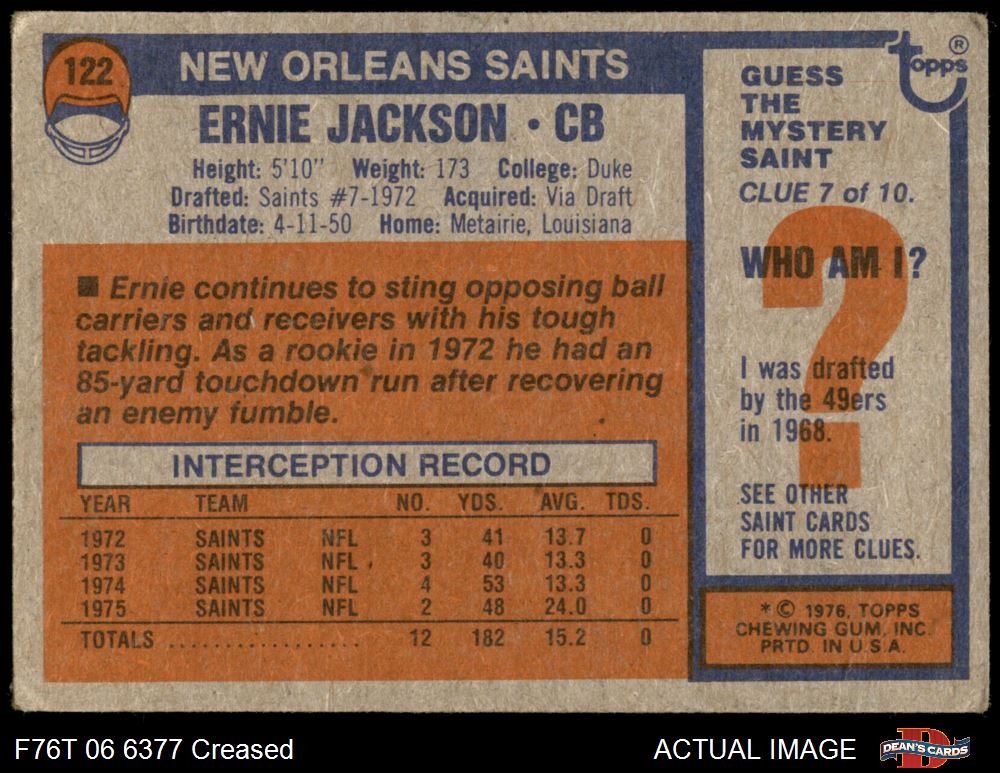 122
NEW ORLEANS SAINTS
ERNIE JACKSON • CB
Height: 5'10" Weight: 173 College: Duke
Drafted: Saints #7-1972 Acquired: Via Draft
Birthdate: 4-11-50 Home: Metairie, Louisiana
■ Ernie continues to sting opposing ball
carriers and receivers with his tough
tackling. As a rookie in 1972 he had an
85-yard touchdown run after recovering
an enemy fumble.
INTERCEPTION RECORD
YEAR TEAM NO. YDS. AVG. TDS.
1972 SAINTS NFL 3 41 13.7 0
1973 SAINTS NFL 3 40 13.3 0
1974 SAINTS NFL 4 53 13.3 0
1975 SAINTS NFL 2 48 24.0 0
TOTALS .................. 12 182 15.2 0
topps ®
GUESS
THE
MYSTERY
SAINT
CLUE 7 of 10.
?
WHO AM I?
I was drafted
by the 49ers
in 1968.
SEE OTHER
SAINT CARDS
FOR MORE CLUES.
* © 1976, TOPPS
CHEWING GUM, INC.
PRTD. IN U.S.A.
F76T 06 6377 Creased
ACTUAL IMAGE
D
DEAN'S CARDS